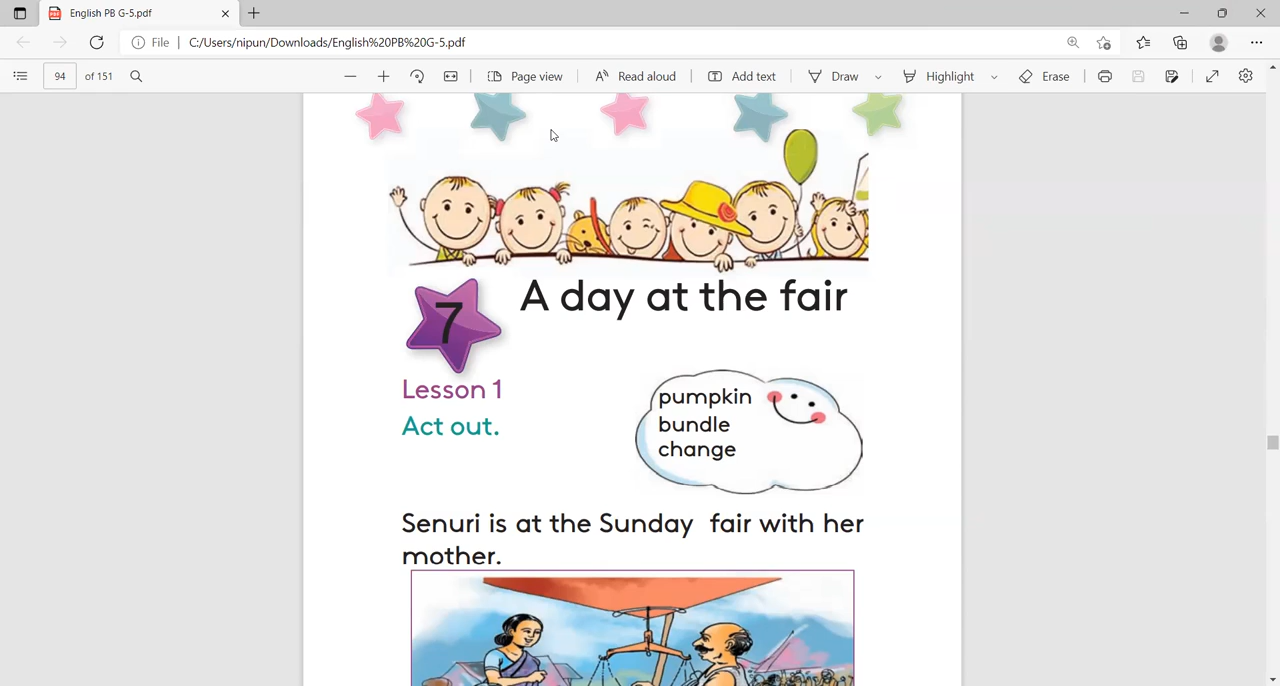 English PB G-5.pdf
File C:/Users/nipun/Downloads/English%20PB%20G-5.pdf
94 of 151 Page view Read aloud Add text Draw Highlight Erase
7 A day at the fair
Lesson 1
Act out.
pumpkin
bundle
change
Senuri is at the Sunday fair with her
mother.